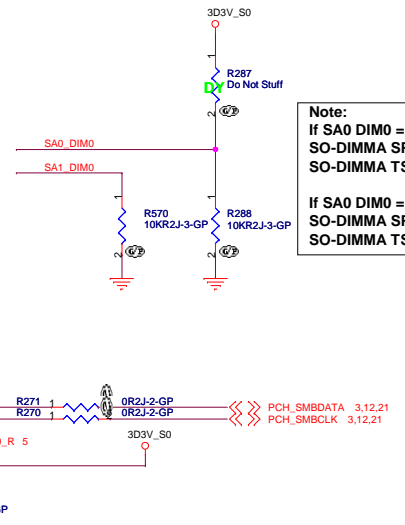 3D3V_S0
1
R287
DY Do Not Stuff
2 G/P
Note:
If SA0 DIM0 =
SO-DIMMA SP
SO-DIMMA TS
If SA0 DIM0 =
SO-DIMMA SP
SO-DIMMA TS
SA0_DIM0
SA1_DIM0
1
1
R570
10KR2J-3-GP
R288
10KR2J-3-GP
2 G/P
2 G/P
R271 1 0R2J-2-GP
R270 1 0R2J-2-GP
PCH_SMBDATA 3,12,21
PCH_SMBCLK 3,12,21
_R 5
3D3V_S0
GP